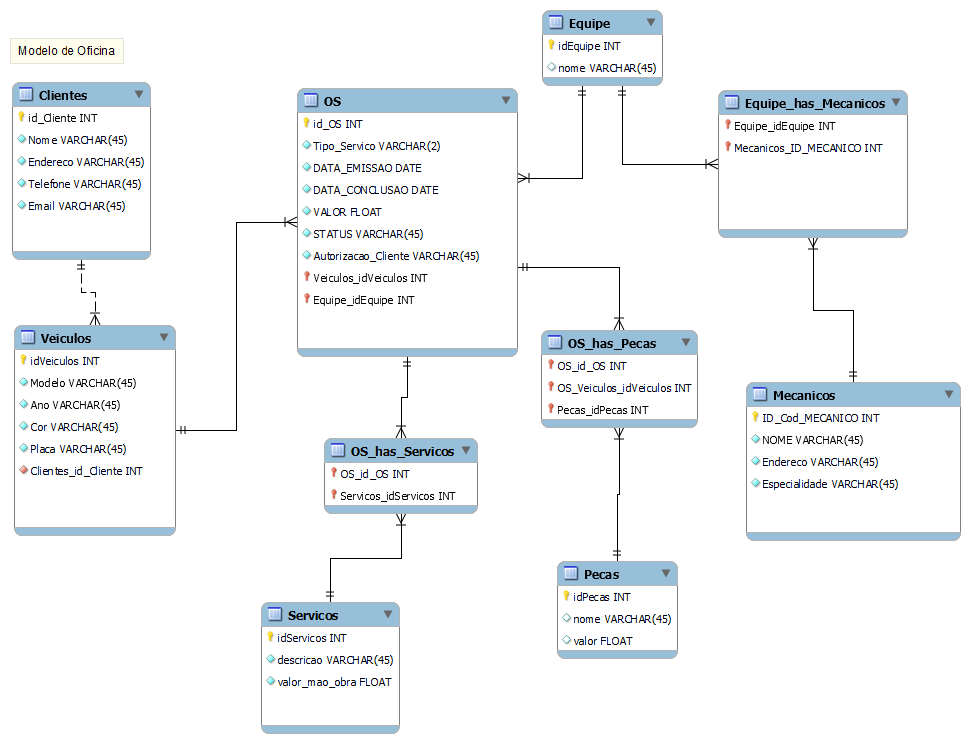 Modelo de Oficina
Clientes
id_Cliente INT
Nome VARCHAR(45)
Endereco VARCHAR(45)
Telefone VARCHAR(45)
Email VARCHAR(45)
Veiculos
idVeiculos INT
Modelo VARCHAR(45)
Ano VARCHAR(45)
Cor VARCHAR(45)
Placa VARCHAR(45)
Clientes_id_Cliente INT
OS
id_OS INT
Tipo_Servico VARCHAR(2)
DATA_EMISSAO DATE
DATA_CONCLUSAO DATE
VALOR FLOAT
STATUS VARCHAR(45)
Autorizacao_Cliente VARCHAR(45)
Veiculos_idVeiculos INT
Equipe_idEquipe INT
Equipe
idEquipe INT
nome VARCHAR(45)
Equipe_has_Mecanicos
Equipe_idEquipe INT
Mecanicos_ID_MECANICO INT
OS_has_Pecas
OS_id_OS INT
OS_Veiculos_idVeiculos INT
Pecas_idPecas INT
Mecanicos
ID_Cod_MECANICO INT
NOME VARCHAR(45)
Endereco VARCHAR(45)
Especialidade VARCHAR(45)
OS_has_Servicos
OS_id_OS INT
Servicos_idServicos INT
Pecas
idPecas INT
nome VARCHAR(45)
valor FLOAT
Servicos
idServicos INT
descricao VARCHAR(45)
valor_mao_obra FLOAT